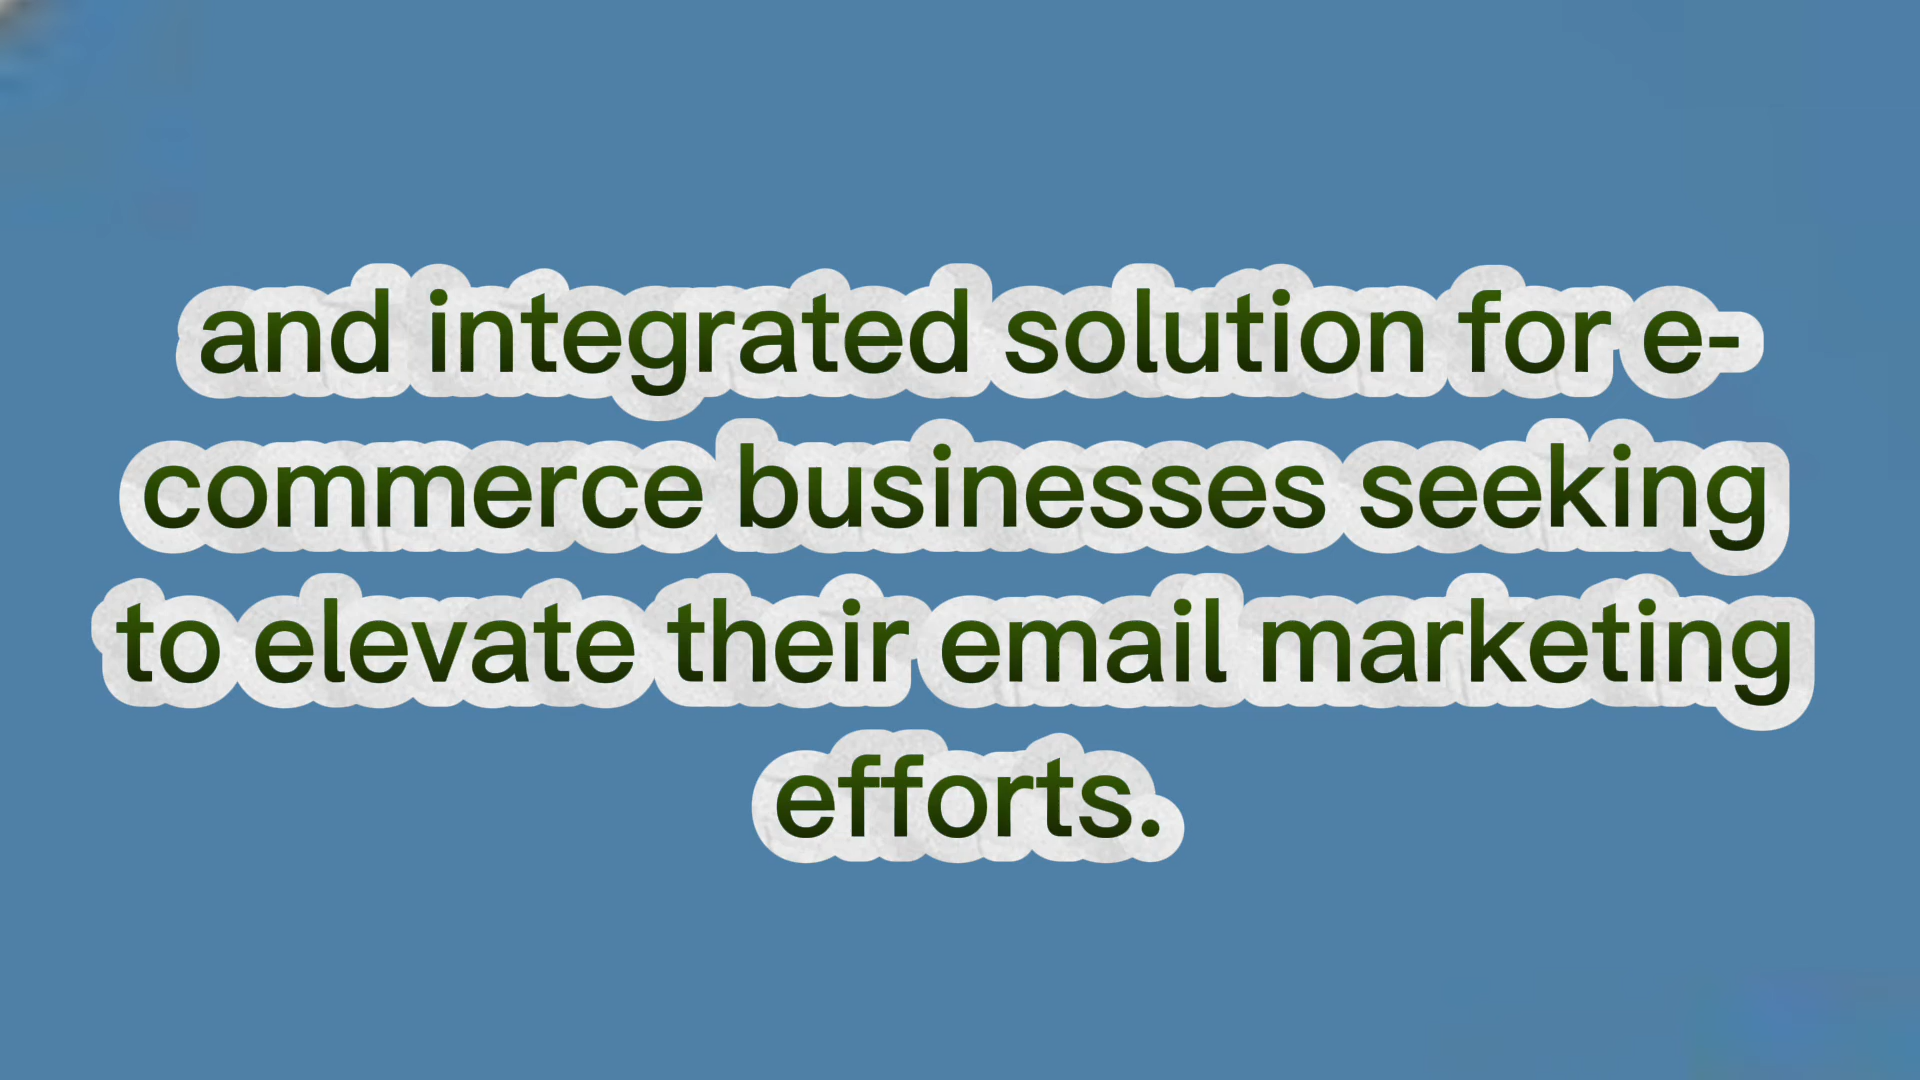 and integrated solution for e-
commerce businesses seeking
to elevate their email marketing
efforts.